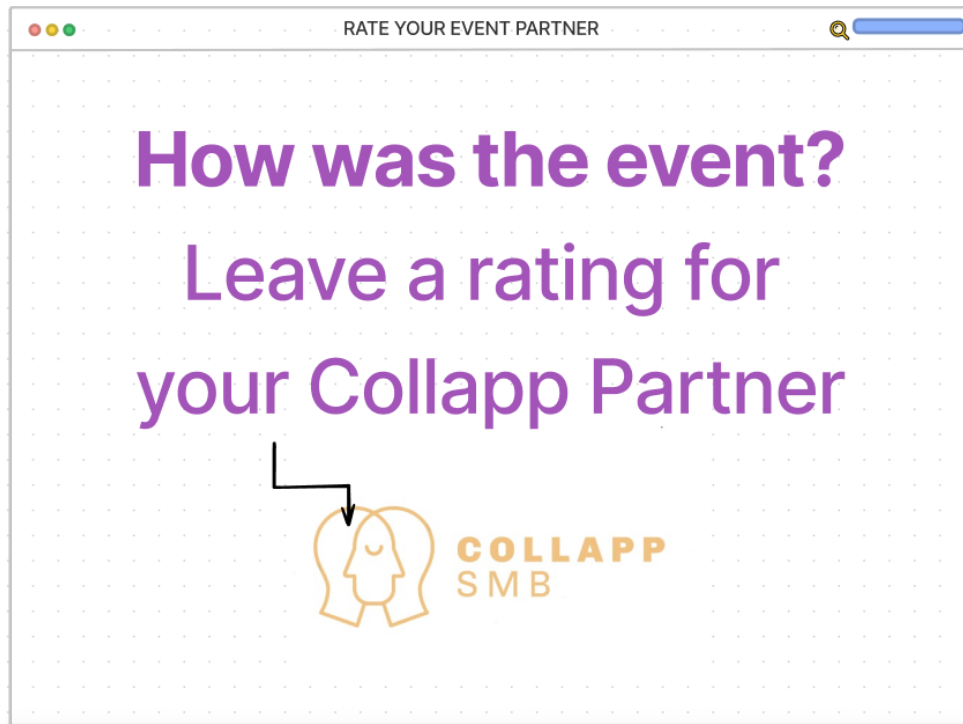 RATE YOUR EVENT PARTNER
How was the event?
Leave a rating for
your Collapp Partner
COLLAPP
SMB